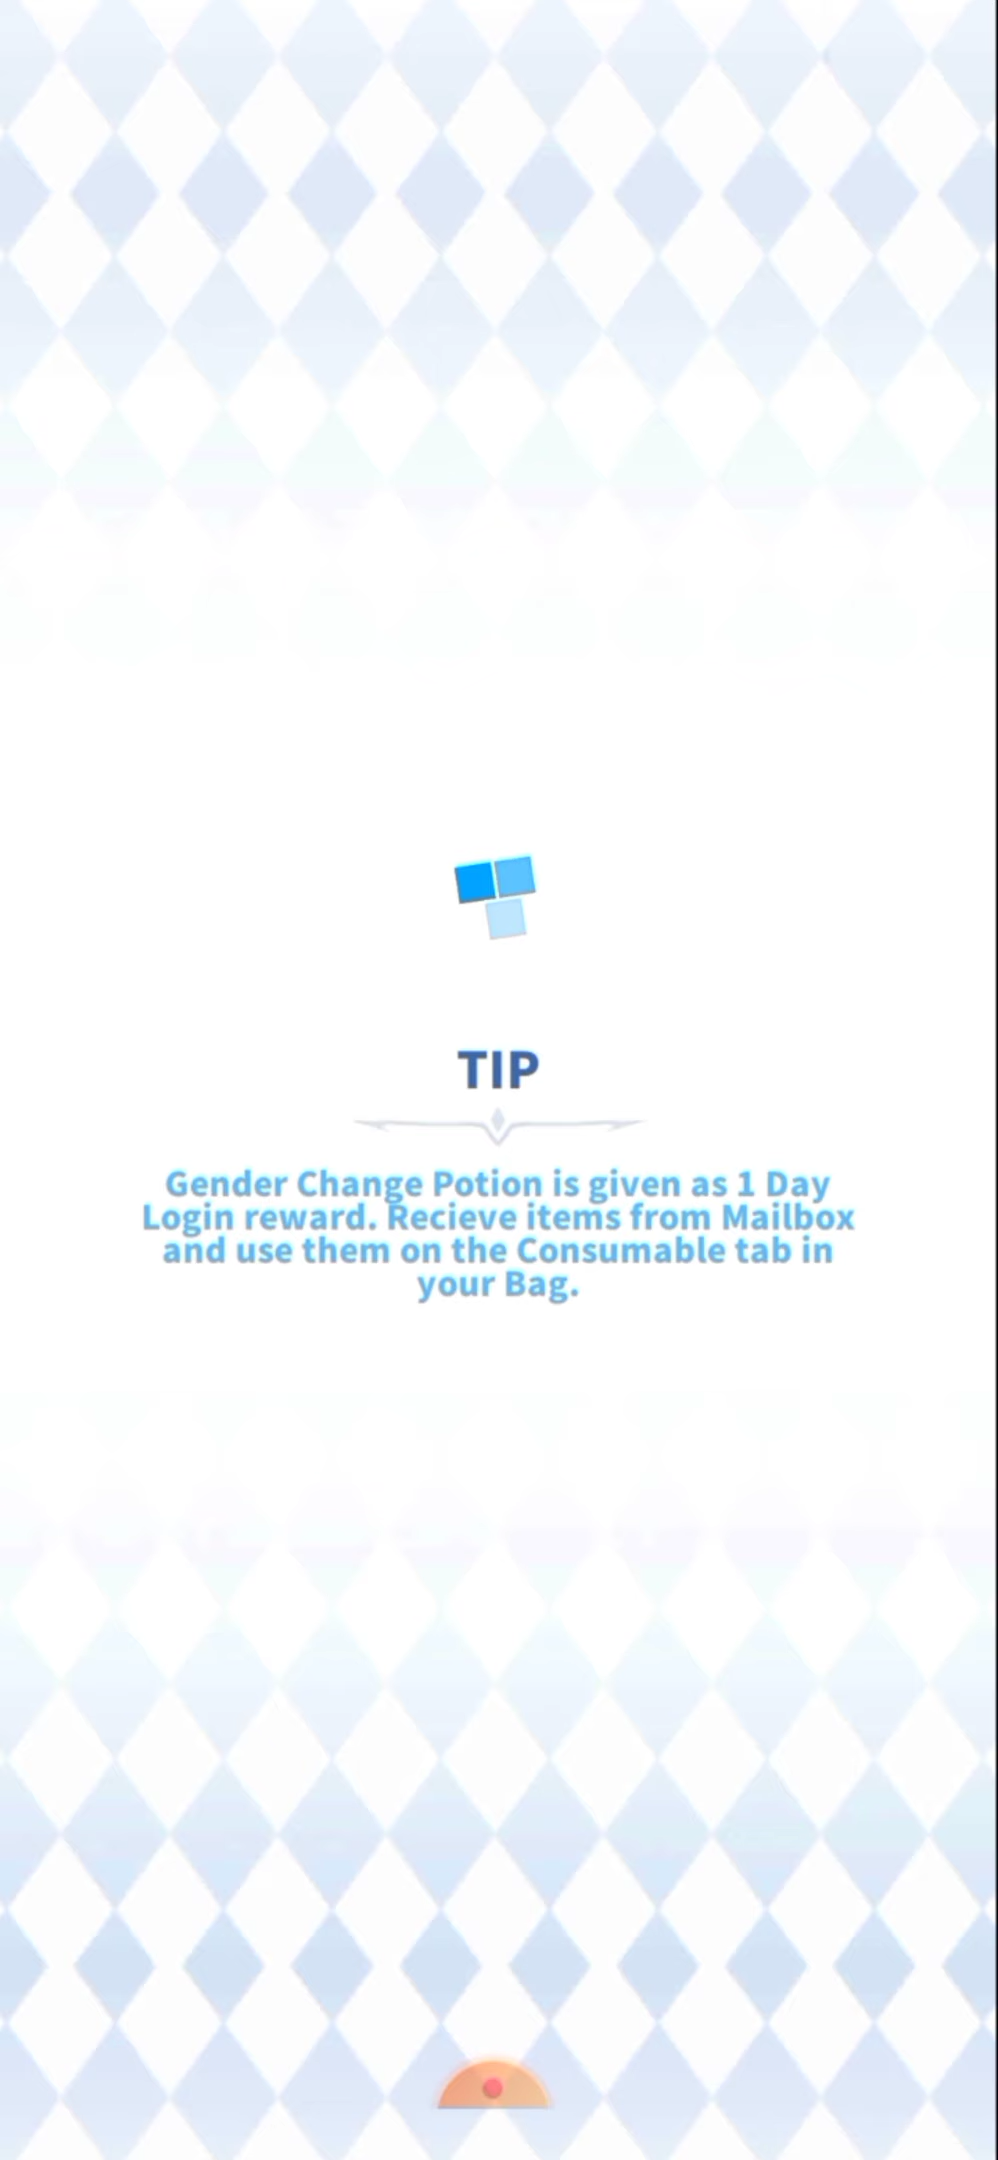 TIP
Gender Change Potion is given as 1 Day
Login reward. Recieve items from Mailbox
and use them on the Consumable tab in
your Bag.